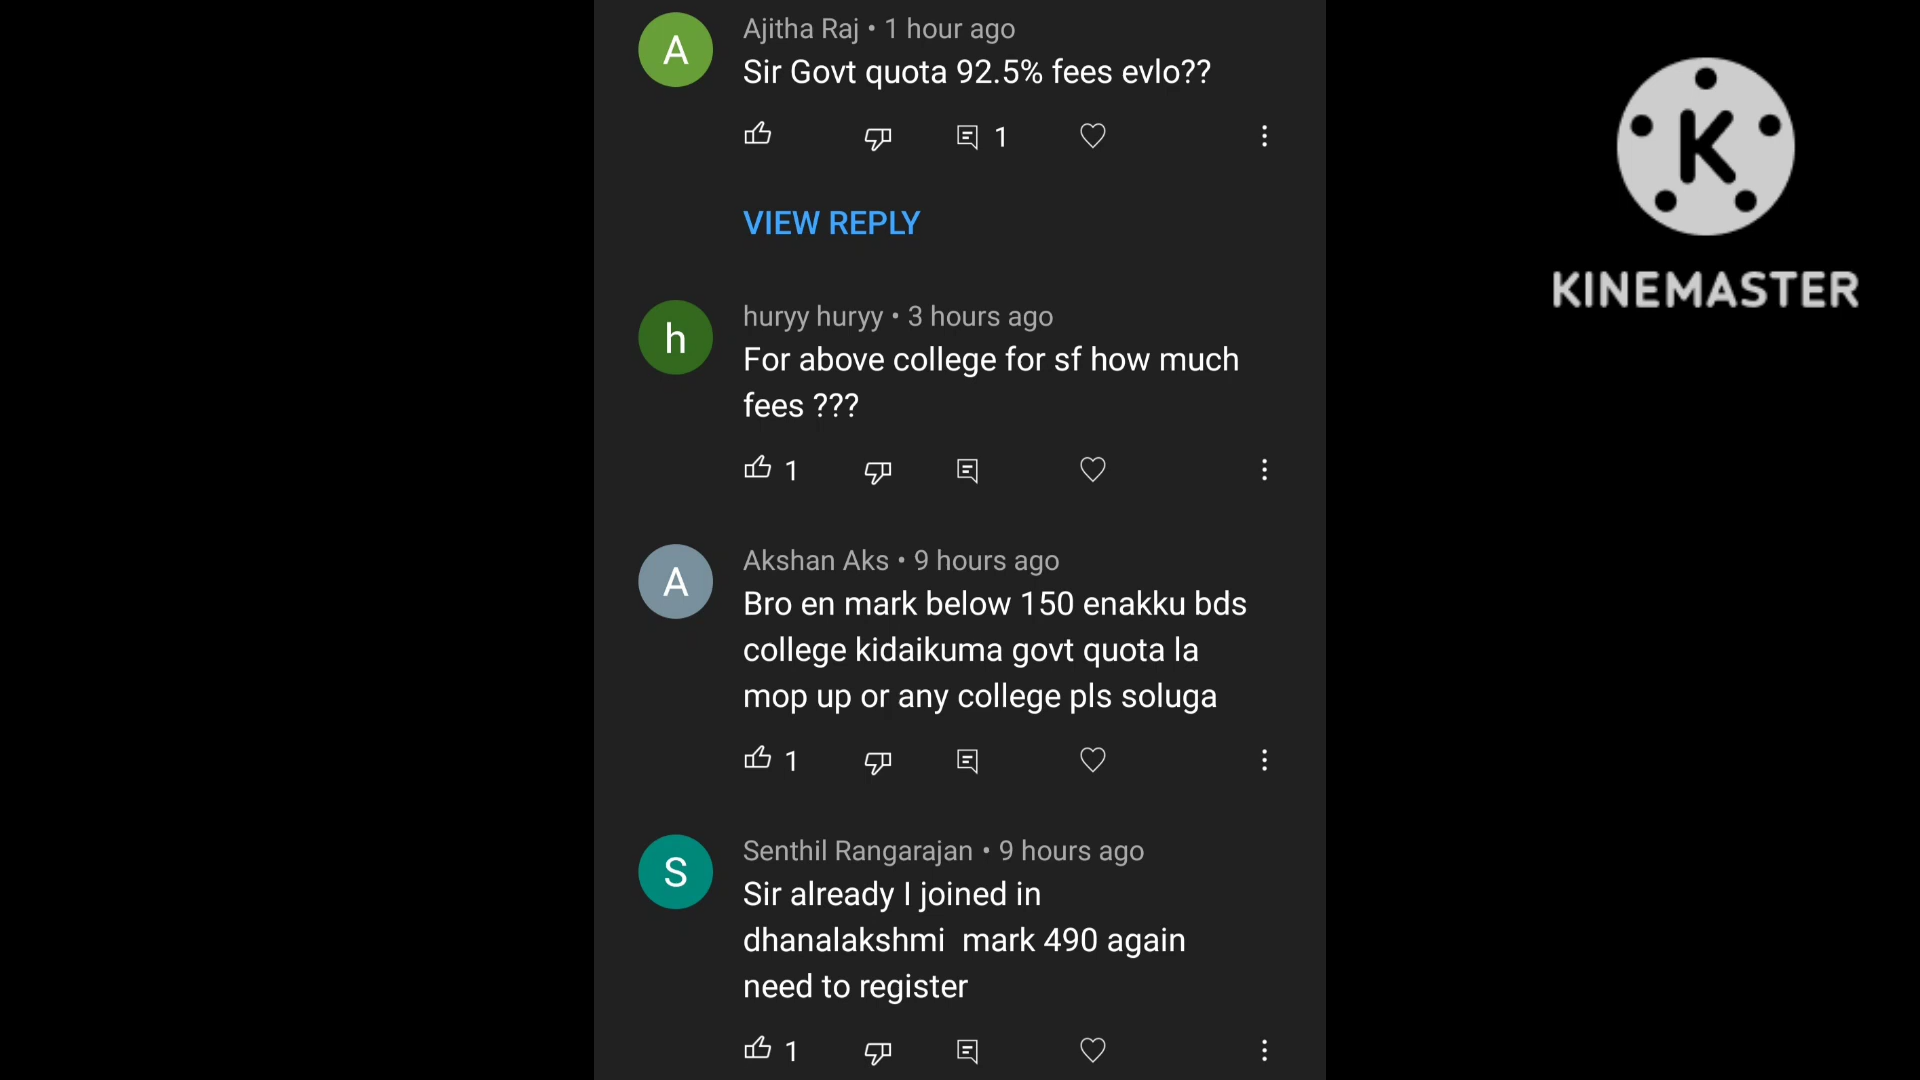 A
Ajitha Raj • 1 hour ago
Sir Govt quota 92.5% fees evlo??
1
VIEW REPLY
h
huryy huryy • 3 hours ago
For above college for sf how much
fees ???
1
A
Akshan Aks • 9 hours ago
Bro en mark below 150 enakku bds
college kidaikuma govt quota la
mop up or any college pls soluga
1
S
Senthil Rangarajan • 9 hours ago
Sir already I joined in
dhanalakshmi  mark 490 again
need to register
1
K
KINEMASTER